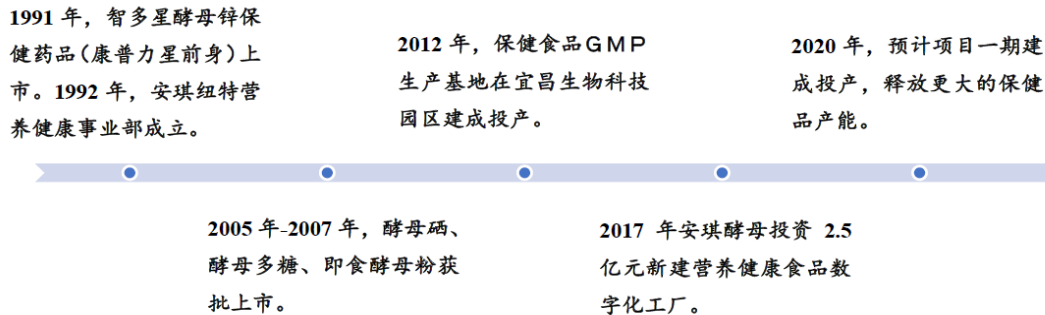 1991 年，智多星酵母锌保
健药品（康普力星前身）上
市。1992 年，安琪纽特营
养健康事业部成立。
2005 年-2007 年，酵母硒、
酵母多糖、即食酵母粉获
批上市。
2012 年，保健食品ＧＭＰ
生产基地在宜昌生物科技
园区建成投产。
2017 年安琪酵母投资 2.5
亿元新建营养健康食品数
字化工厂。
2020 年，预计项目一期建
成投产，释放更大的保健
品产能。